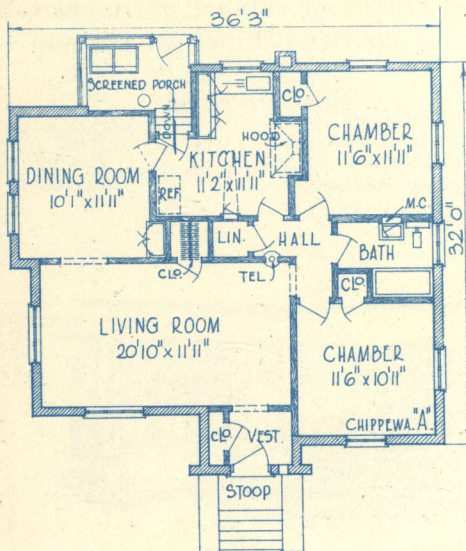 36'3"
SCREENED PORCH
DOWN
CLO.
HOOD
CHAMBER
11'6"x11'11"
KITCHEN
11'2"x11'11"
DINING ROOM
10'1"x11'11"
REF.
M.C.
LIN.
HALL
BATH
32'0"
CLO.
TEL.
CLO.
LIVING ROOM
20'10"x11'11"
CHAMBER
11'6"x10'11"
CHIPPEWA "A".
CLO.
VEST.
STOOP